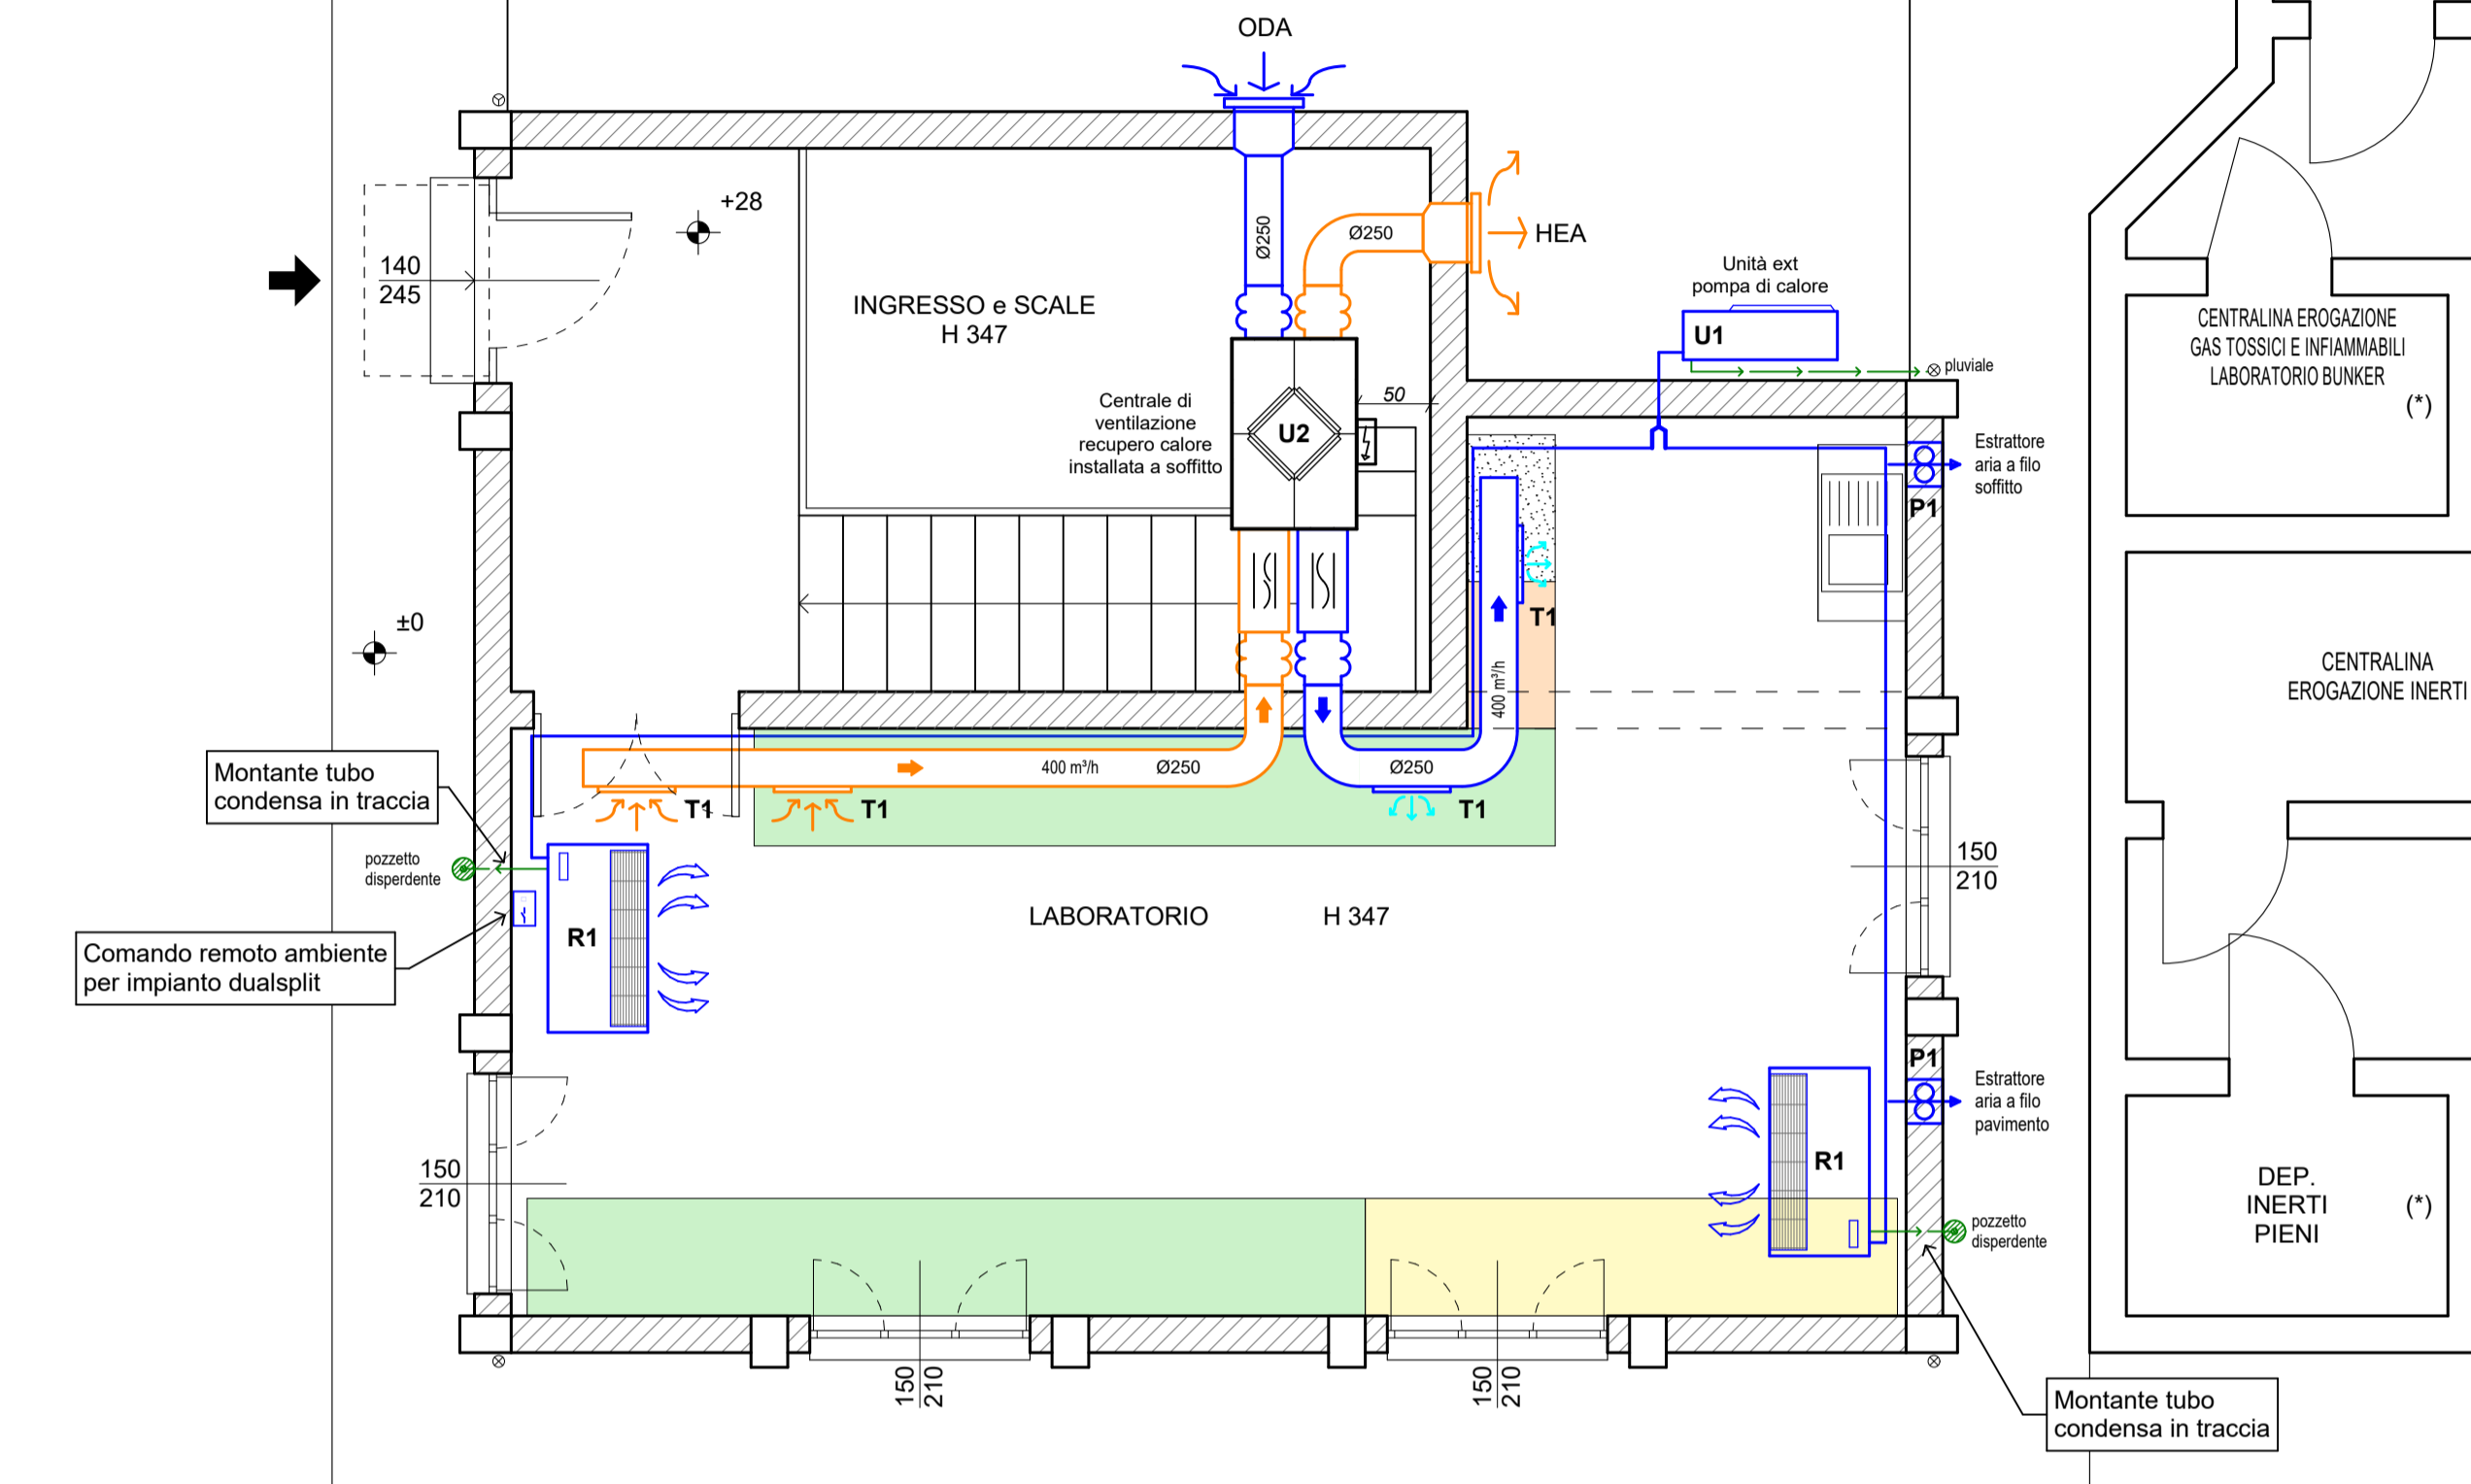 ODA
+28
Ø250
Ø250
HEA
140
245
INGRESSO e SCALE
H 347
Unità ext
pompa di calore
U1
pluviale
CENTRALINA EROGAZIONE
GAS TOSSICI E INFIAMMABILI
LABORATORIO BUNKER
(*)
Centrale di
ventilazione
recupero calore
installata a soffitto
U2
50
Estrattore
aria a filo
soffitto
P1
±0
T1
400 m³/h
CENTRALINA
EROGAZIONE INERTI
Montante tubo
condensa in traccia
400 m³/h
Ø250
Ø250
T1
T1
T1
pozzetto
disperdente
150
210
LABORATORIO
H 347
R1
Comando remoto ambiente
per impianto dualsplit
P1
Estrattore
aria a filo
pavimento
150
210
R1
DEP.
INERTI
PIENI
(*)
pozzetto
disperdente
150
210
150
210
Montante tubo
condensa in traccia